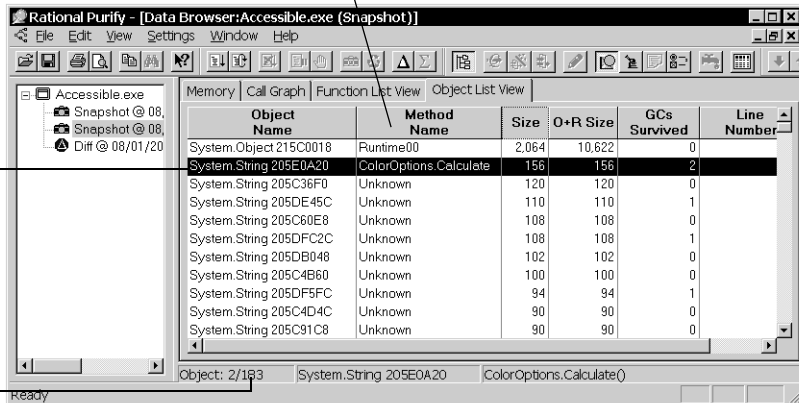 Rational Purify - [Data Browser:Accessible.exe (Snapshot)]
File Edit View Settings Window Help
Accessible.exe
Snapshot @ 08,
Snapshot @ 08,
Diff @ 08/01/20
Memory Call Graph Function List View Object List View
Object Name Method Name Size O+R Size GCs Survived Line Number
System.Object 215C0018 Runtime00 2,064 10,622 0
System.String 205E0A20 ColorOptions.Calculate 156 156 2
System.String 205C36F0 Unknown 120 120 0
System.String 205DE45C Unknown 110 110 1
System.String 205C60E8 Unknown 108 108 0
System.String 205DFC2C Unknown 108 108 1
System.String 205DB048 Unknown 102 102 0
System.String 205C4B60 Unknown 100 100 0
System.String 205DF5FC Unknown 94 94 1
System.String 205C4D4C Unknown 90 90 0
System.String 205C91C8 Unknown 90 90 0
Object: 2/183 System.String 205E0A20 ColorOptions.Calculate()
Ready